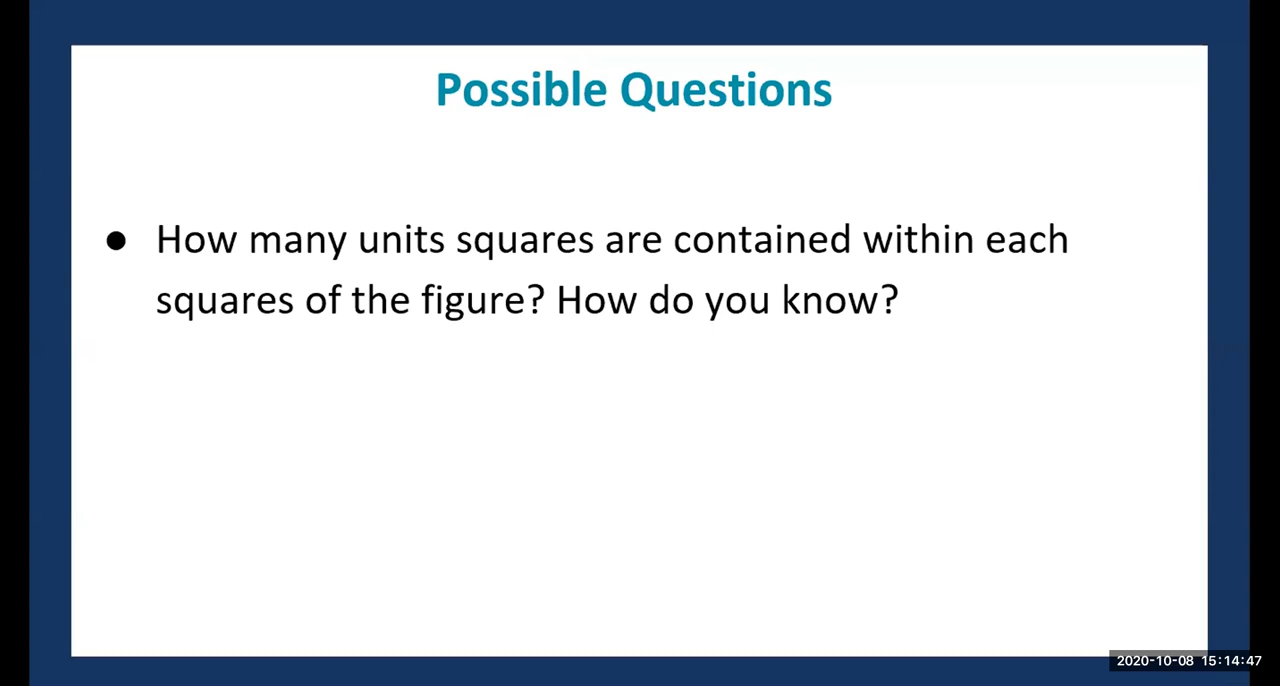 Possible Questions
● How many units squares are contained within each
squares of the figure? How do you know?
2020-10-08 15:14:47